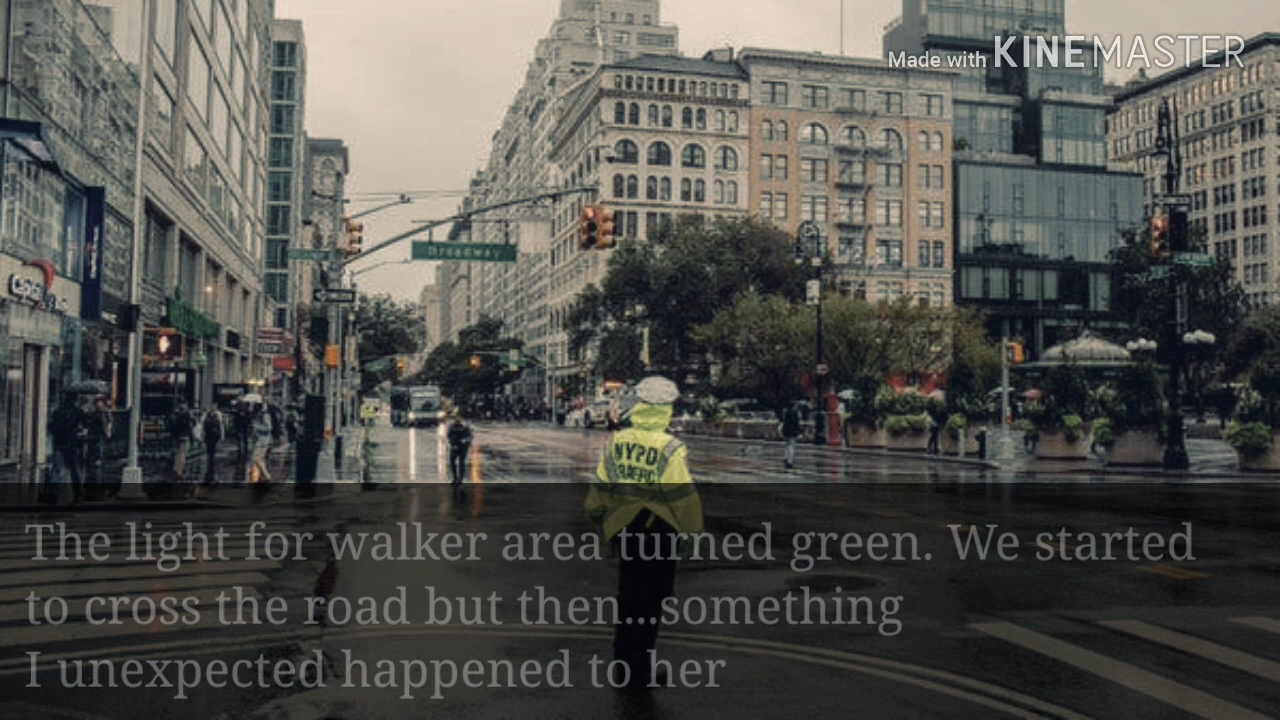 Made with KINEMASTER
Broadway
NYPD
The light for walker area turned green. We started
to cross the road but then...something
I unexpected happened to her